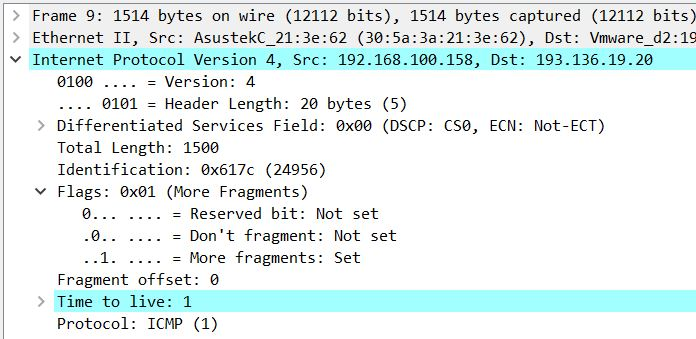 Frame 9: 1514 bytes on wire (12112 bits), 1514 bytes captured (12112 bits)
Ethernet II, Src: AsustekC_21:3e:62 (30:5a:3a:21:3e:62), Dst: Vmware_d2:19
Internet Protocol Version 4, Src: 192.168.100.158, Dst: 193.136.19.20
0100 .... = Version: 4
.... 0101 = Header Length: 20 bytes (5)
Differentiated Services Field: 0x00 (DSCP: CS0, ECN: Not-ECT)
Total Length: 1500
Identification: 0x617c (24956)
Flags: 0x01 (More Fragments)
0... .... = Reserved bit: Not set
.0.. .... = Don't fragment: Not set
..1. .... = More fragments: Set
Fragment offset: 0
Time to live: 1
Protocol: ICMP (1)